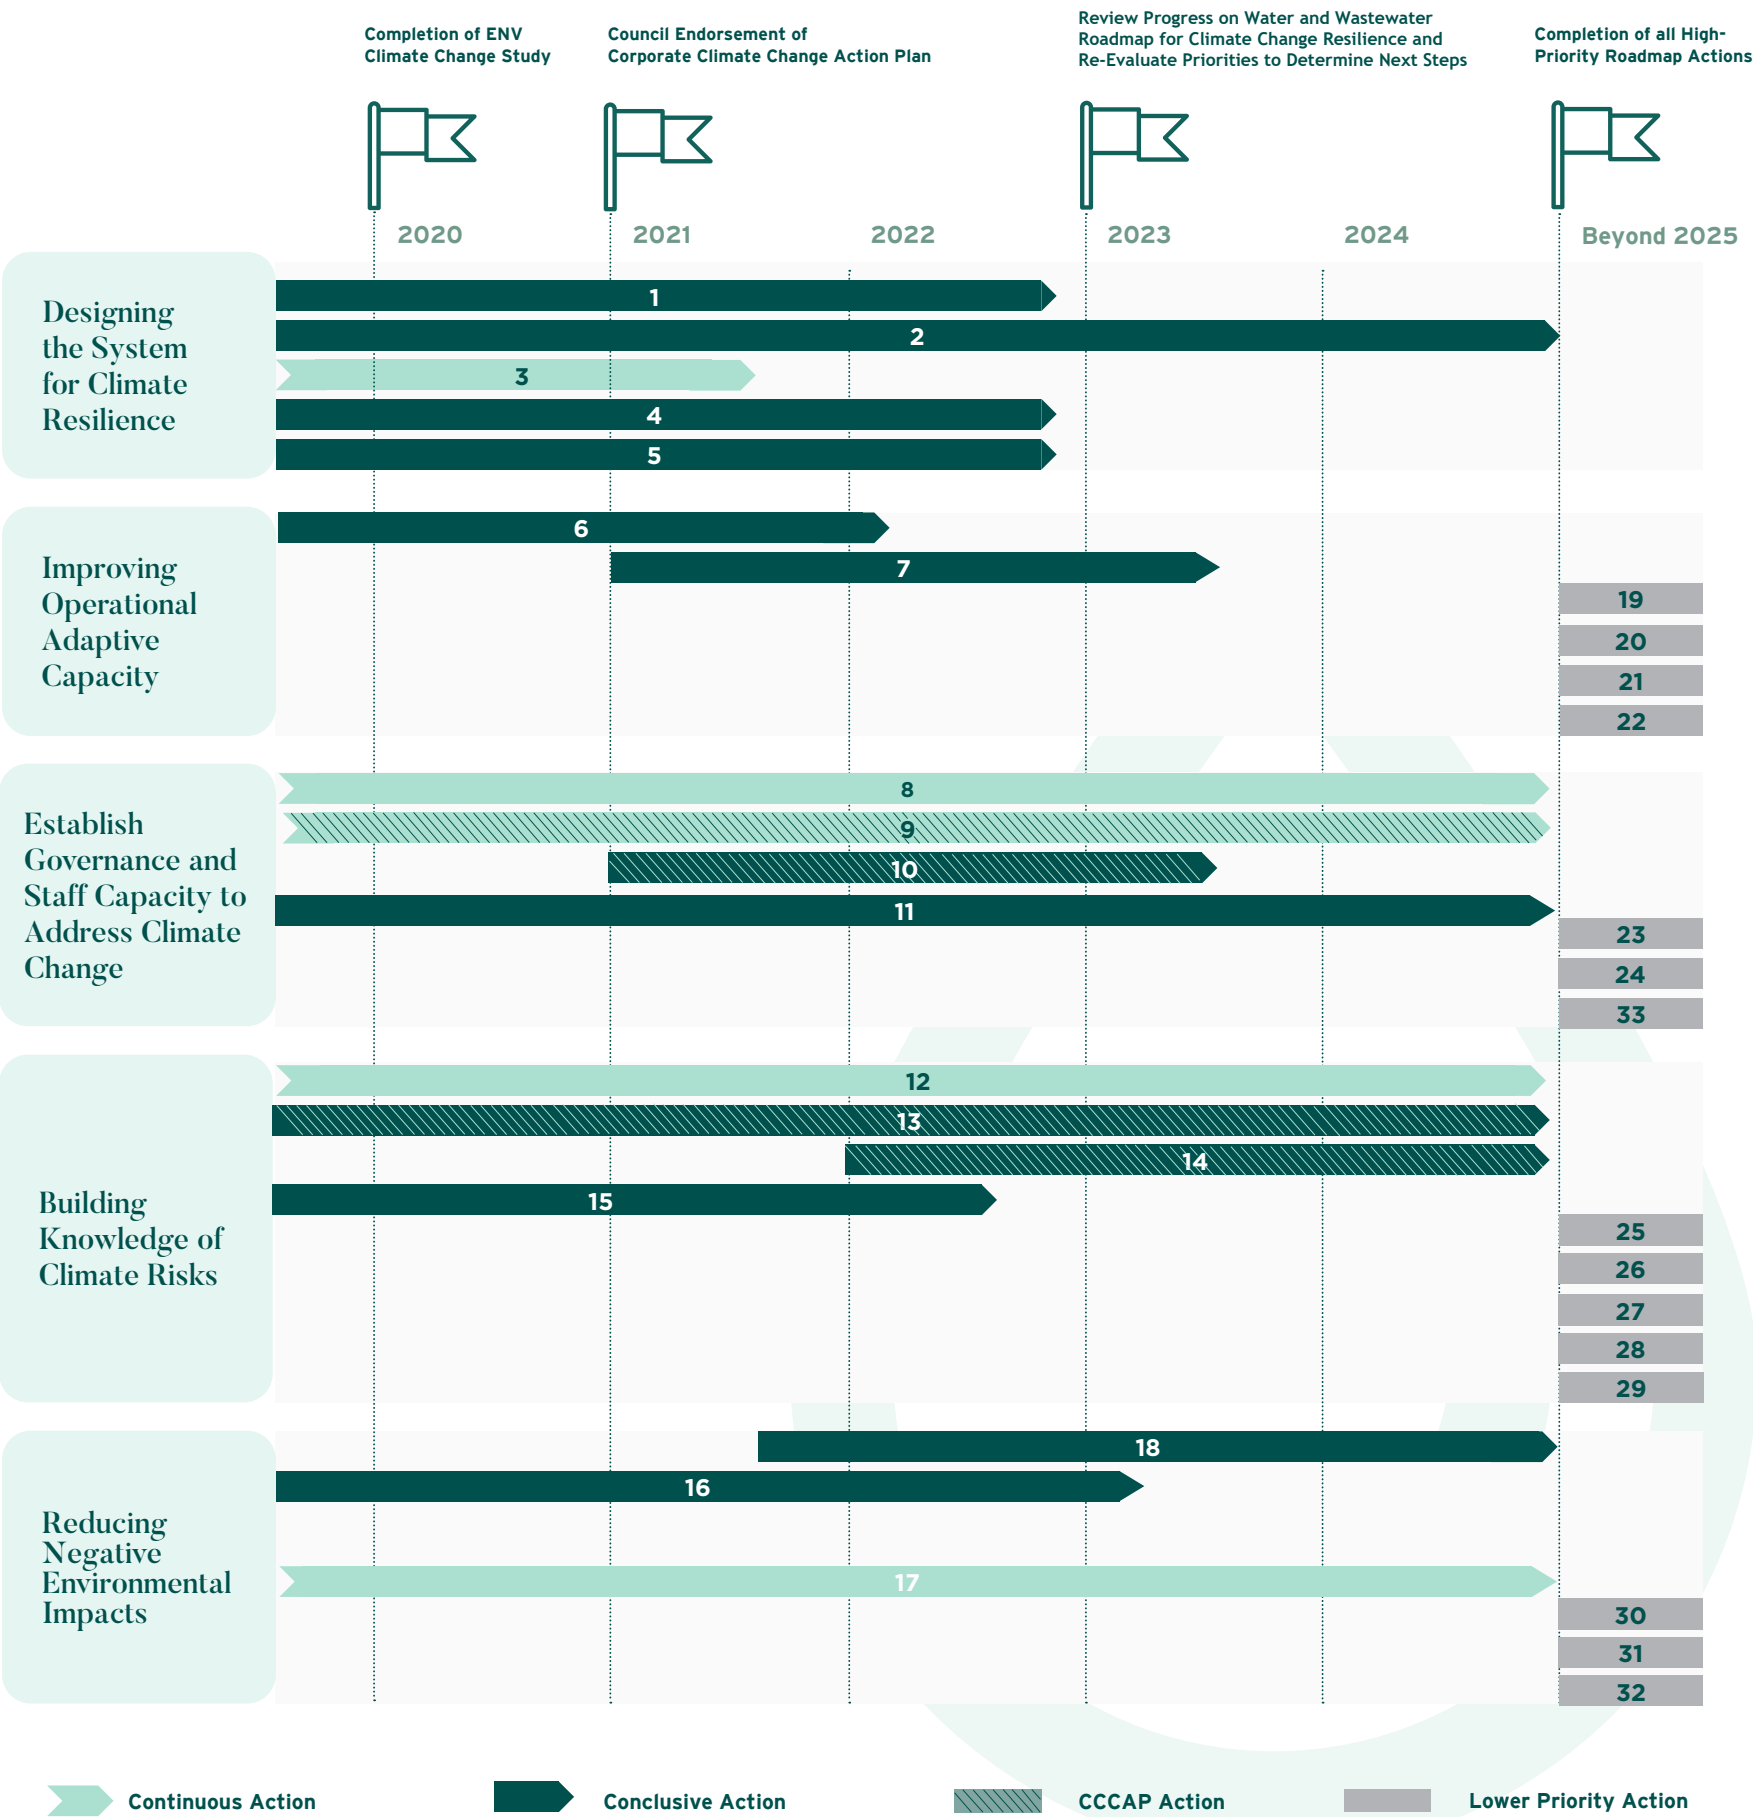 Completion of ENV
Climate Change Study
Council Endorsement of
Corporate Climate Change Action Plan
Review Progress on Water and Wastewater
Roadmap for Climate Change Resilience and
Re-Evaluate Priorities to Determine Next Steps
Completion of all High-
Priority Roadmap Actions
2020
2021
2022
2023
2024
Beyond 2025
Designing
the System
for Climate
Resilience
1
2
3
4
5
Improving
Operational
Adaptive
Capacity
6
7
19
20
21
22
Establish
Governance and
Staff Capacity to
Address Climate
Change
8
9
10
11
23
24
33
Building
Knowledge of
Climate Risks
12
13
14
15
25
26
27
28
29
Reducing
Negative
Environmental
Impacts
18
16
17
30
31
32
Continuous Action
Conclusive Action
CCCAP Action
Lower Priority Action